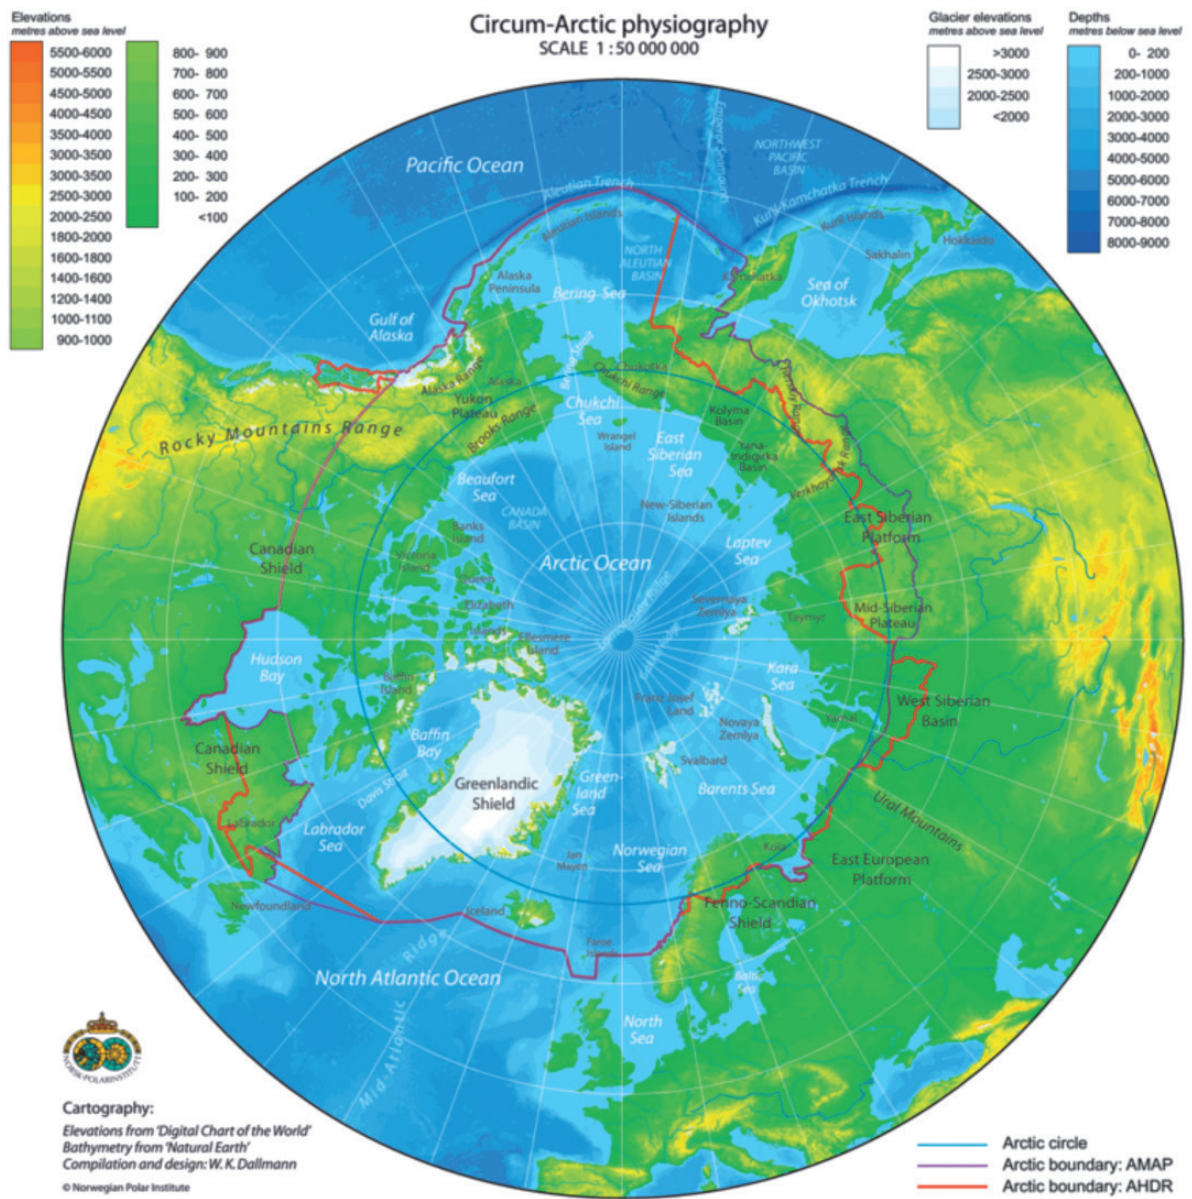 Circum-Arctic physiography
SCALE 1 : 50 000 000
Elevations
metres above sea level
5500-6000
5000-5500
4500-5000
4000-4500
3500-4000
3000-3500
2500-3000
2000-2500
1800-2000
1600-1800
1400-1600
1200-1400
1000-1100
900-1000
800- 900
700- 800
600- 700
500- 600
400- 500
300- 400
200- 300
100- 200
<100
Glacier elevations
metres above sea level
>3000
2500-3000
2000-2500
<2000
Depths
metres below sea level
0- 200
200-1000
1000-2000
2000-3000
3000-4000
4000-5000
5000-6000
6000-7000
7000-8000
8000-9000
Pacific Ocean
NORTHWEST
PACIFIC
BASIN
Aleutian Trench
Kuril-Kamchatka Trench
Aleutian Islands
Kuril Islands
Hokkaido
Sakhalin
NORTH
ALEUTIAN
BASIN
Kamchatka
Sea of
Okhotsk
Alaska
Peninsula
Bering Sea
Gulf of
Alaska
Bering Strait
Chukotka
Chukchi Range
Alaska Range
Alaska
Yukon
Plateau
Brooks Range
Chukchi
Sea
Kolyma
Basin
Rocky Mountains Range
Wrangel
Island
East
Siberian
Sea
Yana-
Indigirka
Basin
Beaufort
Sea
CANADA
BASIN
New-Siberian
Islands
East Siberian
Platform
Banks
Island
Laptev
Sea
Canadian
Shield
Victoria
Island
Arctic Ocean
Queen
Elizabeth
Islands
Severnaya
Zemlya
Taymyr
Mid-Siberian
Plateau
Ellesmere
Island
Hudson
Bay
Baffin
Island
Kara
Sea
Franz Josef
Land
Yamal
West Siberian
Basin
Novaya
Zemlya
Canadian
Shield
Baffin
Bay
Svalbard
Greenlandic
Shield
Green-
land
Sea
Barents Sea
Davis Strait
Ural Mountains
Labrador
Labrador
Sea
Jan
Mayen
Norwegian
Sea
Kola
East European
Platform
Newfoundland
Iceland
Fenno-Scandian
Shield
Faroe
Islands
Mid-Atlantic Ridge
North Atlantic Ocean
Baltic
Sea
North
Sea
NORSK-POLARINSTITUTT
Cartography:
Elevations from 'Digital Chart of the World'
Bathymetry from 'Natural Earth'
Compilation and design: W. K. Dallmann
© Norwegian Polar Institute
Arctic circle
Arctic boundary: AMAP
Arctic boundary: AHDR